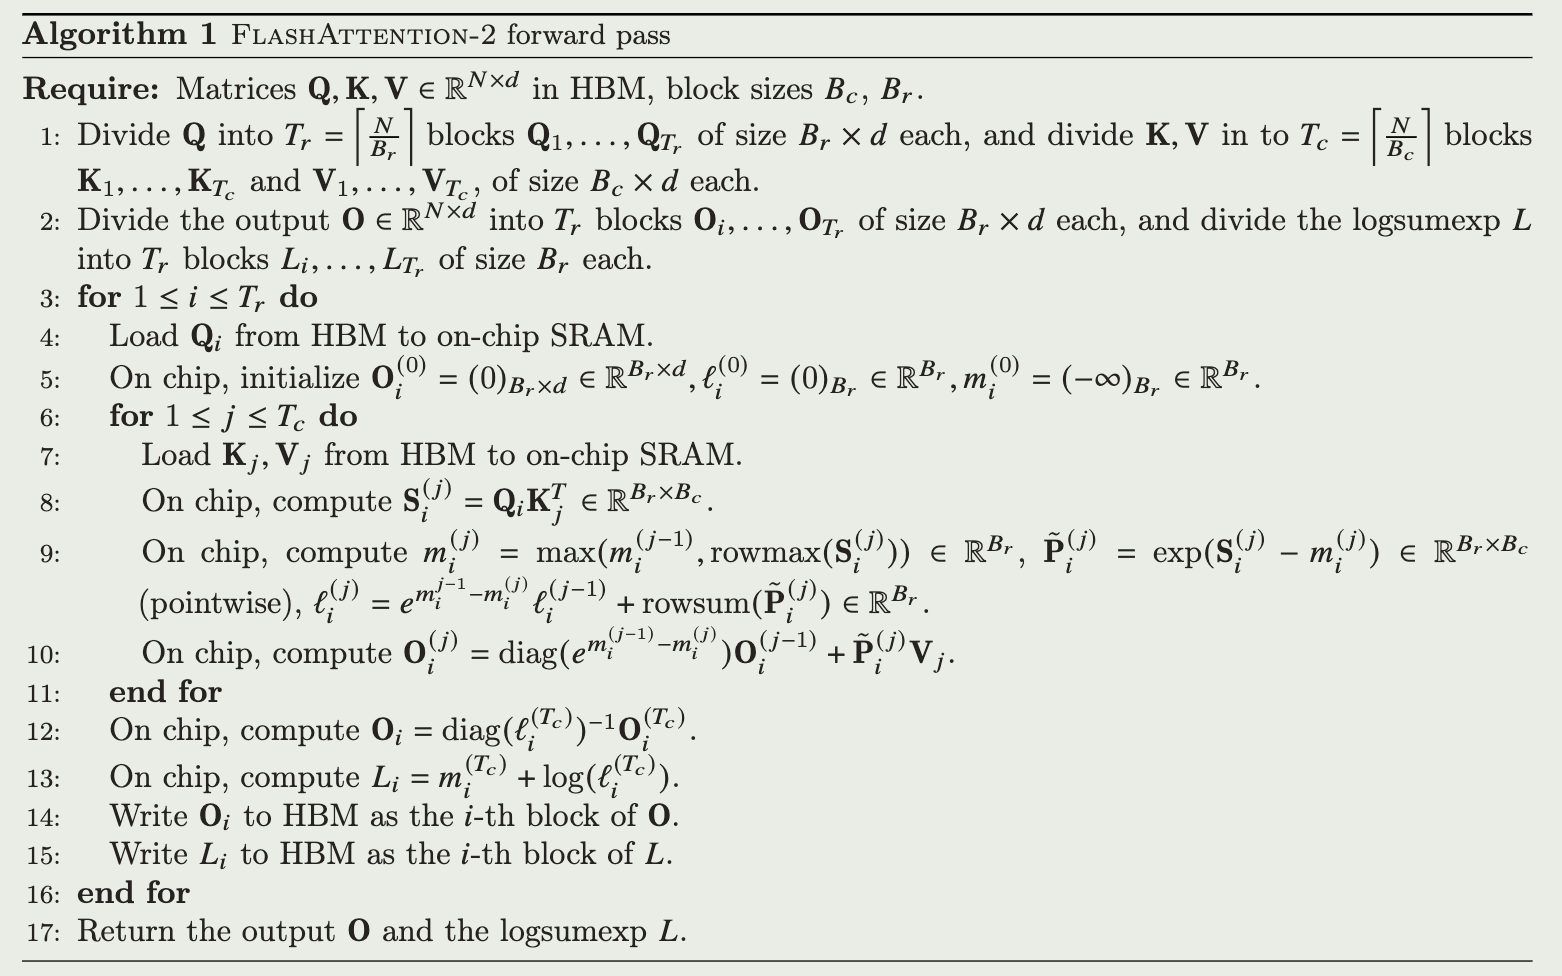 Algorithm 1 FLASHATTENTION-2 forward pass
Require: Matrices $\mathbf{Q}, \mathbf{K}, \mathbf{V} \in \mathbb{R}^{N \times d}$ in HBM, block sizes $B_c$, $B_r$.
1: Divide $\mathbf{Q}$ into $T_r = \left\lceil \frac{N}{B_r} \right\rceil$ blocks $\mathbf{Q}_1, \ldots, \mathbf{Q}_{T_r}$ of size $B_r \times d$ each, and divide $\mathbf{K}, \mathbf{V}$ in to $T_c = \left\lceil \frac{N}{B_c} \right\rceil$ blocks
$\mathbf{K}_1, \ldots, \mathbf{K}_{T_c}$ and $\mathbf{V}_1, \ldots, \mathbf{V}_{T_c}$, of size $B_c \times d$ each.
2: Divide the output $\mathbf{O} \in \mathbb{R}^{N \times d}$ into $T_r$ blocks $\mathbf{O}_i, \ldots, \mathbf{O}_{T_r}$ of size $B_r \times d$ each, and divide the logsumexp $L$
into $T_r$ blocks $L_i, \ldots, L_{T_r}$ of size $B_r$ each.
3: for $1 \le i \le T_r$ do
4: Load $\mathbf{Q}_i$ from HBM to on-chip SRAM.
5: On chip, initialize $\mathbf{O}_i^{(0)} = (0)_{B_r \times d} \in \mathbb{R}^{B_r \times d}, \ell_i^{(0)} = (0)_{B_r} \in \mathbb{R}^{B_r}, m_i^{(0)} = (-\infty)_{B_r} \in \mathbb{R}^{B_r}$.
6: for $1 \le j \le T_c$ do
7: Load $\mathbf{K}_j, \mathbf{V}_j$ from HBM to on-chip SRAM.
8: On chip, compute $\mathbf{S}_i^{(j)} = \mathbf{Q}_i \mathbf{K}_j^T \in \mathbb{R}^{B_r \times B_c}$.
9: On chip, compute $m_i^{(j)} = \max(m_i^{(j-1)}, \mathrm{rowmax}(\mathbf{S}_i^{(j)})) \in \mathbb{R}^{B_r}$, $\tilde{\mathbf{P}}_i^{(j)} = \exp(\mathbf{S}_i^{(j)} - m_i^{(j)}) \in \mathbb{R}^{B_r \times B_c}$
(pointwise), $\ell_i^{(j)} = e^{m_i^{j-1} - m_i^{(j)}} \ell_i^{(j-1)} + \mathrm{rowsum}(\tilde{\mathbf{P}}_i^{(j)}) \in \mathbb{R}^{B_r}$.
10: On chip, compute $\mathbf{O}_i^{(j)} = \mathrm{diag}(e^{m_i^{(j-1)} - m_i^{(j)}}) \mathbf{O}_i^{(j-1)} + \tilde{\mathbf{P}}_i^{(j)} \mathbf{V}_j$.
11: end for
12: On chip, compute $\mathbf{O}_i = \mathrm{diag}(\ell_i^{(T_c)})^{-1} \mathbf{O}_i^{(T_c)}$.
13: On chip, compute $L_i = m_i^{(T_c)} + \log(\ell_i^{(T_c)})$.
14: Write $\mathbf{O}_i$ to HBM as the $i$-th block of $\mathbf{O}$.
15: Write $L_i$ to HBM as the $i$-th block of $L$.
16: end for
17: Return the output $\mathbf{O}$ and the logsumexp $L$.